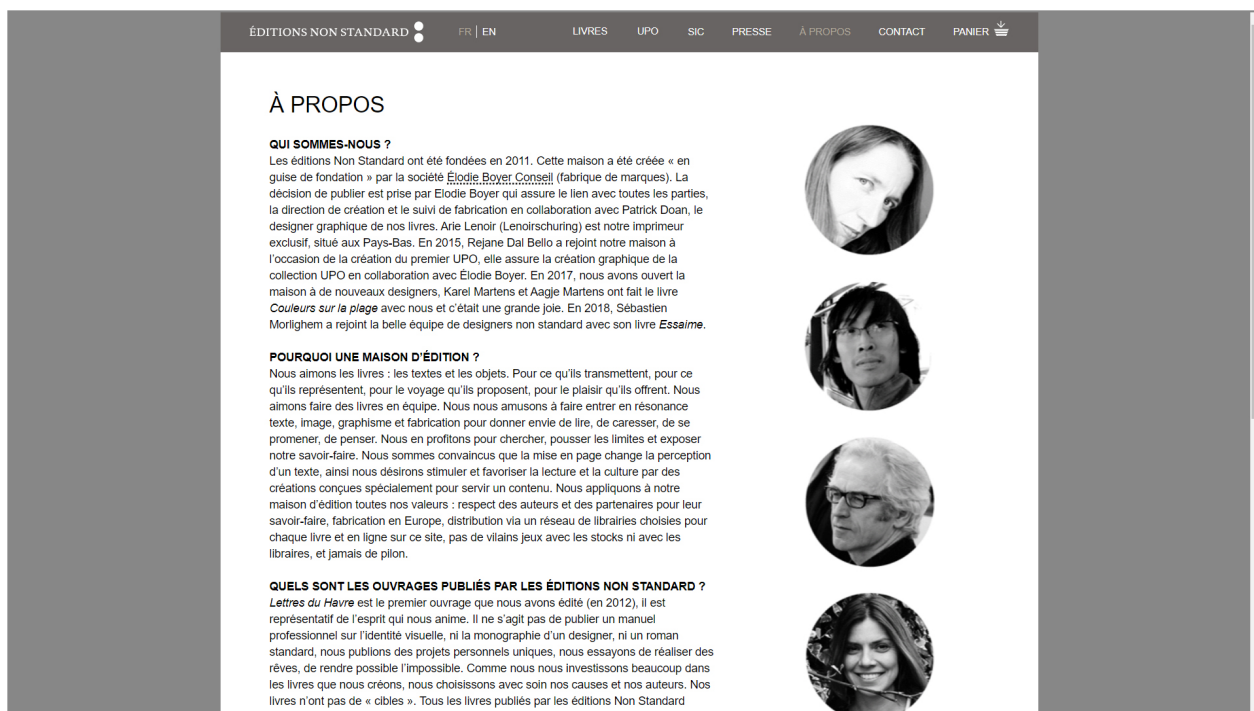 ÉDITIONS NON STANDARD
FR | EN
LIVRES UPO SIC PRESSE À PROPOS CONTACT PANIER
À PROPOS
QUI SOMMES-NOUS ?
Les éditions Non Standard ont été fondées en 2011. Cette maison a été créée « en
guise de fondation » par la société Élodie Boyer Conseil (fabrique de marques). La
décision de publier est prise par Elodie Boyer qui assure le lien avec toutes les parties,
la direction de création et le suivi de fabrication en collaboration avec Patrick Doan, le
designer graphique de nos livres. Arie Lenoir (Lenoirschuring) est notre imprimeur
exclusif, situé aux Pays-Bas. En 2015, Rejane Dal Bello a rejoint notre maison à
l’occasion de la création du premier UPO, elle assure la création graphique de la
collection UPO en collaboration avec Élodie Boyer. En 2017, nous avons ouvert la
maison à de nouveaux designers, Karel Martens et Aagje Martens ont fait le livre
Couleurs sur la plage avec nous et c’était une grande joie. En 2018, Sébastien
Morlighem a rejoint la belle équipe de designers non standard avec son livre Essaime.
POURQUOI UNE MAISON D’ÉDITION ?
Nous aimons les livres : les textes et les objets. Pour ce qu’ils transmettent, pour ce
qu’ils représentent, pour le voyage qu’ils proposent, pour le plaisir qu’ils offrent. Nous
aimons faire des livres en équipe. Nous nous amusons à faire entrer en résonance
texte, image, graphisme et fabrication pour donner envie de lire, de caresser, de se
promener, de penser. Nous en profitons pour chercher, pousser les limites et exposer
notre savoir-faire. Nous sommes convaincus que la mise en page change la perception
d’un texte, ainsi nous désirons stimuler et favoriser la lecture et la culture par des
créations conçues spécialement pour servir un contenu. Nous appliquons à notre
maison d’édition toutes nos valeurs : respect des auteurs et des partenaires pour leur
savoir-faire, fabrication en Europe, distribution via un réseau de librairies choisies pour
chaque livre et en ligne sur ce site, pas de vilains jeux avec les stocks ni avec les
libraires, et jamais de pilon.
QUELS SONT LES OUVRAGES PUBLIÉS PAR LES ÉDITIONS NON STANDARD ?
Lettres du Havre est le premier ouvrage que nous avons édité (en 2012), il est
représentatif de l’esprit qui nous anime. Il ne s’agit pas de publier un manuel
professionnel sur l’identité visuelle, ni la monographie d’un designer, ni un roman
standard, nous publions des projets personnels uniques, nous essayons de réaliser des
rêves, de rendre possible l’impossible. Comme nous nous investissons beaucoup dans
les livres que nous créons, nous choisissons avec soin nos causes et nos auteurs. Nos
livres n’ont pas de « cibles ». Tous les livres publiés par les éditions Non Standard